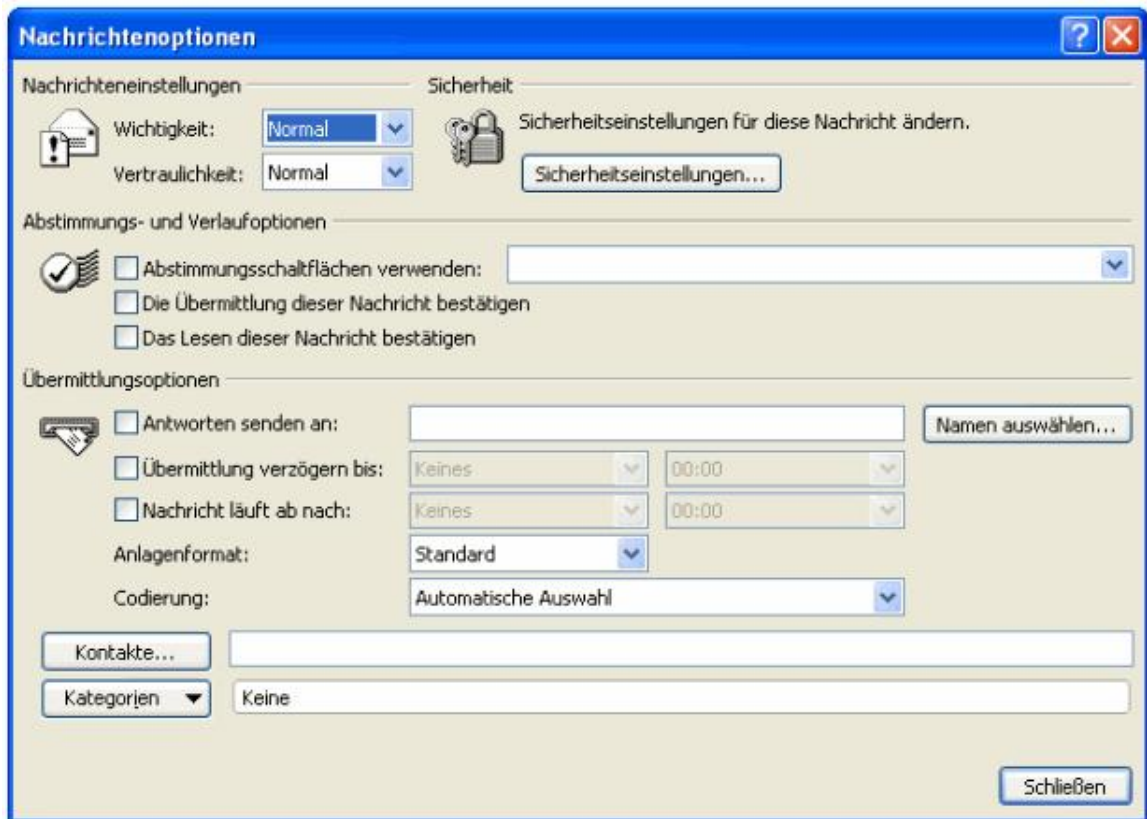 Nachrichtenoptionen
Nachrichteneinstellungen
Wichtigkeit: Normal
Vertraulichkeit: Normal
Sicherheit
Sicherheitseinstellungen für diese Nachricht ändern.
Sicherheitseinstellungen...
Abstimmungs- und Verlaufoptionen
Abstimmungsschaltflächen verwenden:
Die Übermittlung dieser Nachricht bestätigen
Das Lesen dieser Nachricht bestätigen
Übermittlungsoptionen
Antworten senden an: Namen auswählen...
Übermittlung verzögern bis: Keines 00:00
Nachricht läuft ab nach: Keines 00:00
Anlagenformat: Standard
Codierung: Automatische Auswahl
Kontakte...
Kategorien Keine
Schließen